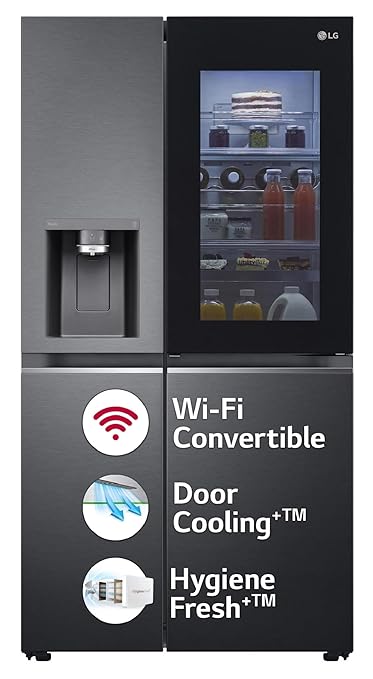 LG
Wi-Fi
Convertible
Door
Cooling+™
Hygiene
Fresh+™